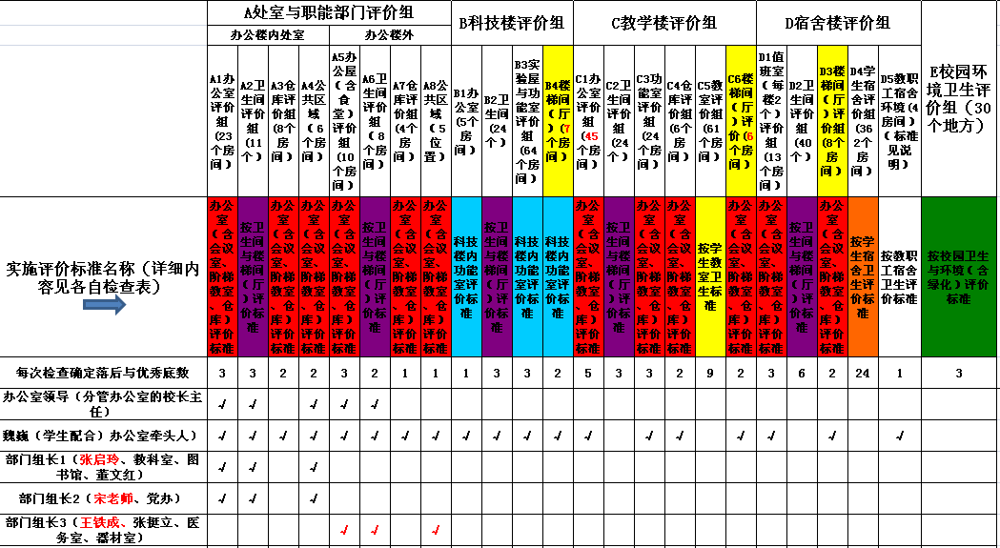 A处室与职能部门评价组
B科技楼评价组
C教学楼评价组
D宿舍楼评价组
E校园环境卫生评价组（30个地方）
办公楼内处室
办公楼外
A1办公室评价组（23个房间）
A2卫生间评价组（11个）
A3仓库评价组(8个房间）
A4公共区域（6个房间）
A5办公屋（含食堂）评价组（10个房间）
A6卫生间评价组（8个房间）
A7仓库评价组（4个房间）
A8公共区域（5位置）
B1办公室(5个房间）
B2卫生间（24个）
B3实验屋与功能室评价组（64个房间）
B4楼梯间（厅）（7个房间）
C1办公室评价组（45个房间）
C2卫生间（24个）
C3功能室评价组（24个房间）
C4仓库评价组（6个房间）
C5教室评价组（61个房间）
C6楼梯间（厅）评价（6个房间）
D1值班室（每楼2个）评价组（13个房间）
D2卫生间评价组（40个）
D3楼梯间（厅）评价组（8个房间）
D4学生宿舍评价组（362个房间）
D5教职工宿舍环境（4房间）（标准见说明）
实施评价标准名称（详细内容见各自检查表）
办公室（含会议室、阶梯教室、仓库）评价标准
按卫生间与楼梯间（厅）评价标准
办公室（含会议室、阶梯教室、仓库）评价标准
办公室（含会议室、阶梯教室、仓库）评价标准
办公室（含会议室、阶梯教室、仓库）评价标准
按卫生间与楼梯间（厅）评价标准
办公室（含会议室、阶梯教室、仓库）评价标准
办公室（含会议室、阶梯教室、仓库）评价标准
科技楼内功能室评价标准
按卫生间与楼梯间（厅）评价标准
科技楼内功能室评价标准
科技楼内功能室评价标准
办公室（含会议室、阶梯教室、仓库）评价标准
按卫生间与楼梯间（厅）评价标准
办公室（含会议室、阶梯教室、仓库）评价标准
办公室（含会议室、阶梯教室、仓库）评价标准
按学生教室卫生标准
办公室（含会议室、阶梯教室、仓库）评价标准
办公室（含会议室、阶梯教室、仓库）评价标准
按卫生间与楼梯间（厅）评价标准
办公室（含会议室、阶梯教室、仓库）评价标准
按学生宿舍卫生评价标准
按教职工宿舍卫生评价标准
按校园卫生与环境（含绿化）评价标准
每次检查确定落后与优秀底数 3 3 2 2 3 2 1 1 1 3 3 2 5 3 3 2 9 2 3 6 2 24 1 3
办公室领导（分管办公室的校长主任） √ √ √ √ √
魏巍（学生配合）办公室牵头人） √ √ √ √ √ √ √ √ √ √ √ √ √ √ √ √ √ √ √
部门组长1（张启玲、教科室、图书馆、董文红） √ √ √
部门组长2（宋老师、党办） √ √ √
部门组长3（王铁成、张挺立、医务室、器材室） √ √ √